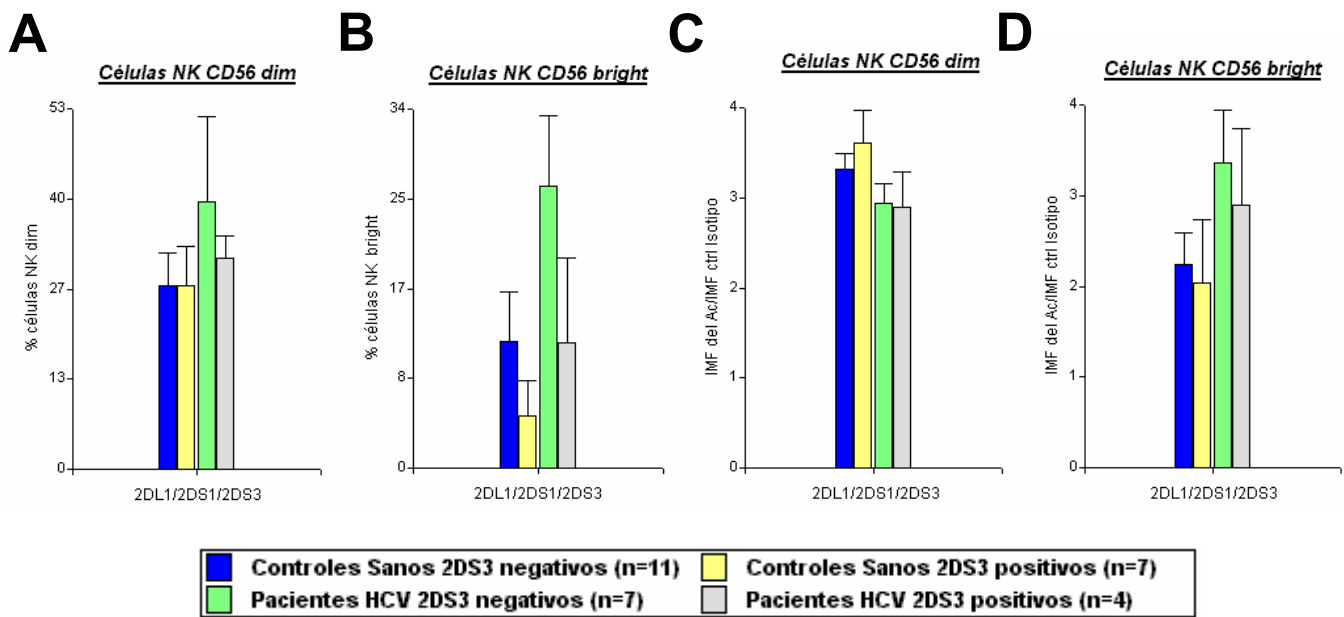 A
B
C
D
Células NK CD56 dim
Células NK CD56 bright
Células NK CD56 dim
Células NK CD56 bright
% células NK dim
53
40
27
13
0
2DL1/2DS1/2DS3
% células NK bright
34
25
17
8
0
2DL1/2DS1/2DS3
IMF del Ac/IMF ctrl Isotipo
4
3
2
1
0
2DL1/2DS1/2DS3
IMF del Ac/IMF ctrl Isotipo
4
3
2
1
0
2DL1/2DS1/2DS3
Controles Sanos 2DS3 negativos (n=11)
Controles Sanos 2DS3 positivos (n=7)
Pacientes HCV 2DS3 negativos (n=7)
Pacientes HCV 2DS3 positivos (n=4)